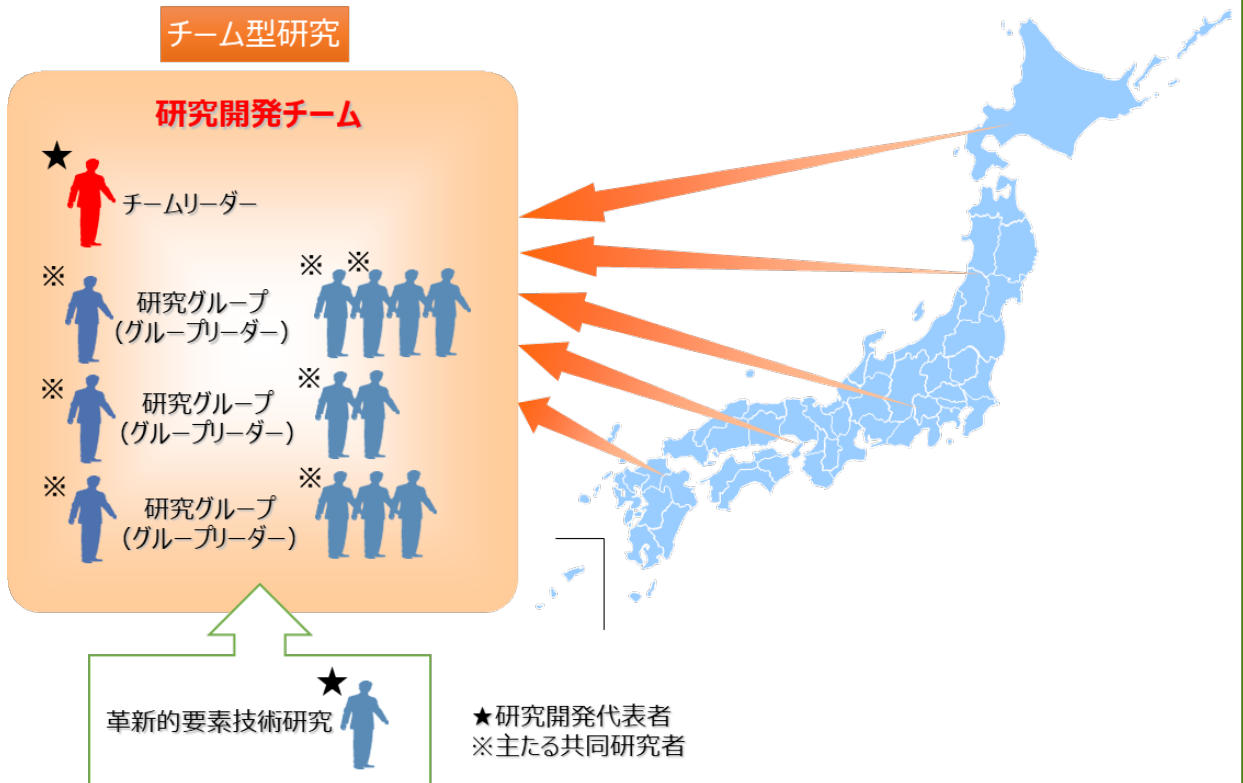 チーム型研究
研究開発チーム
★
チームリーダー
※
※ ※
研究グループ
（グループリーダー）
※
※
研究グループ
（グループリーダー）
※
※
研究グループ
（グループリーダー）
★
革新的要素技術研究
★研究開発代表者
※主たる共同研究者